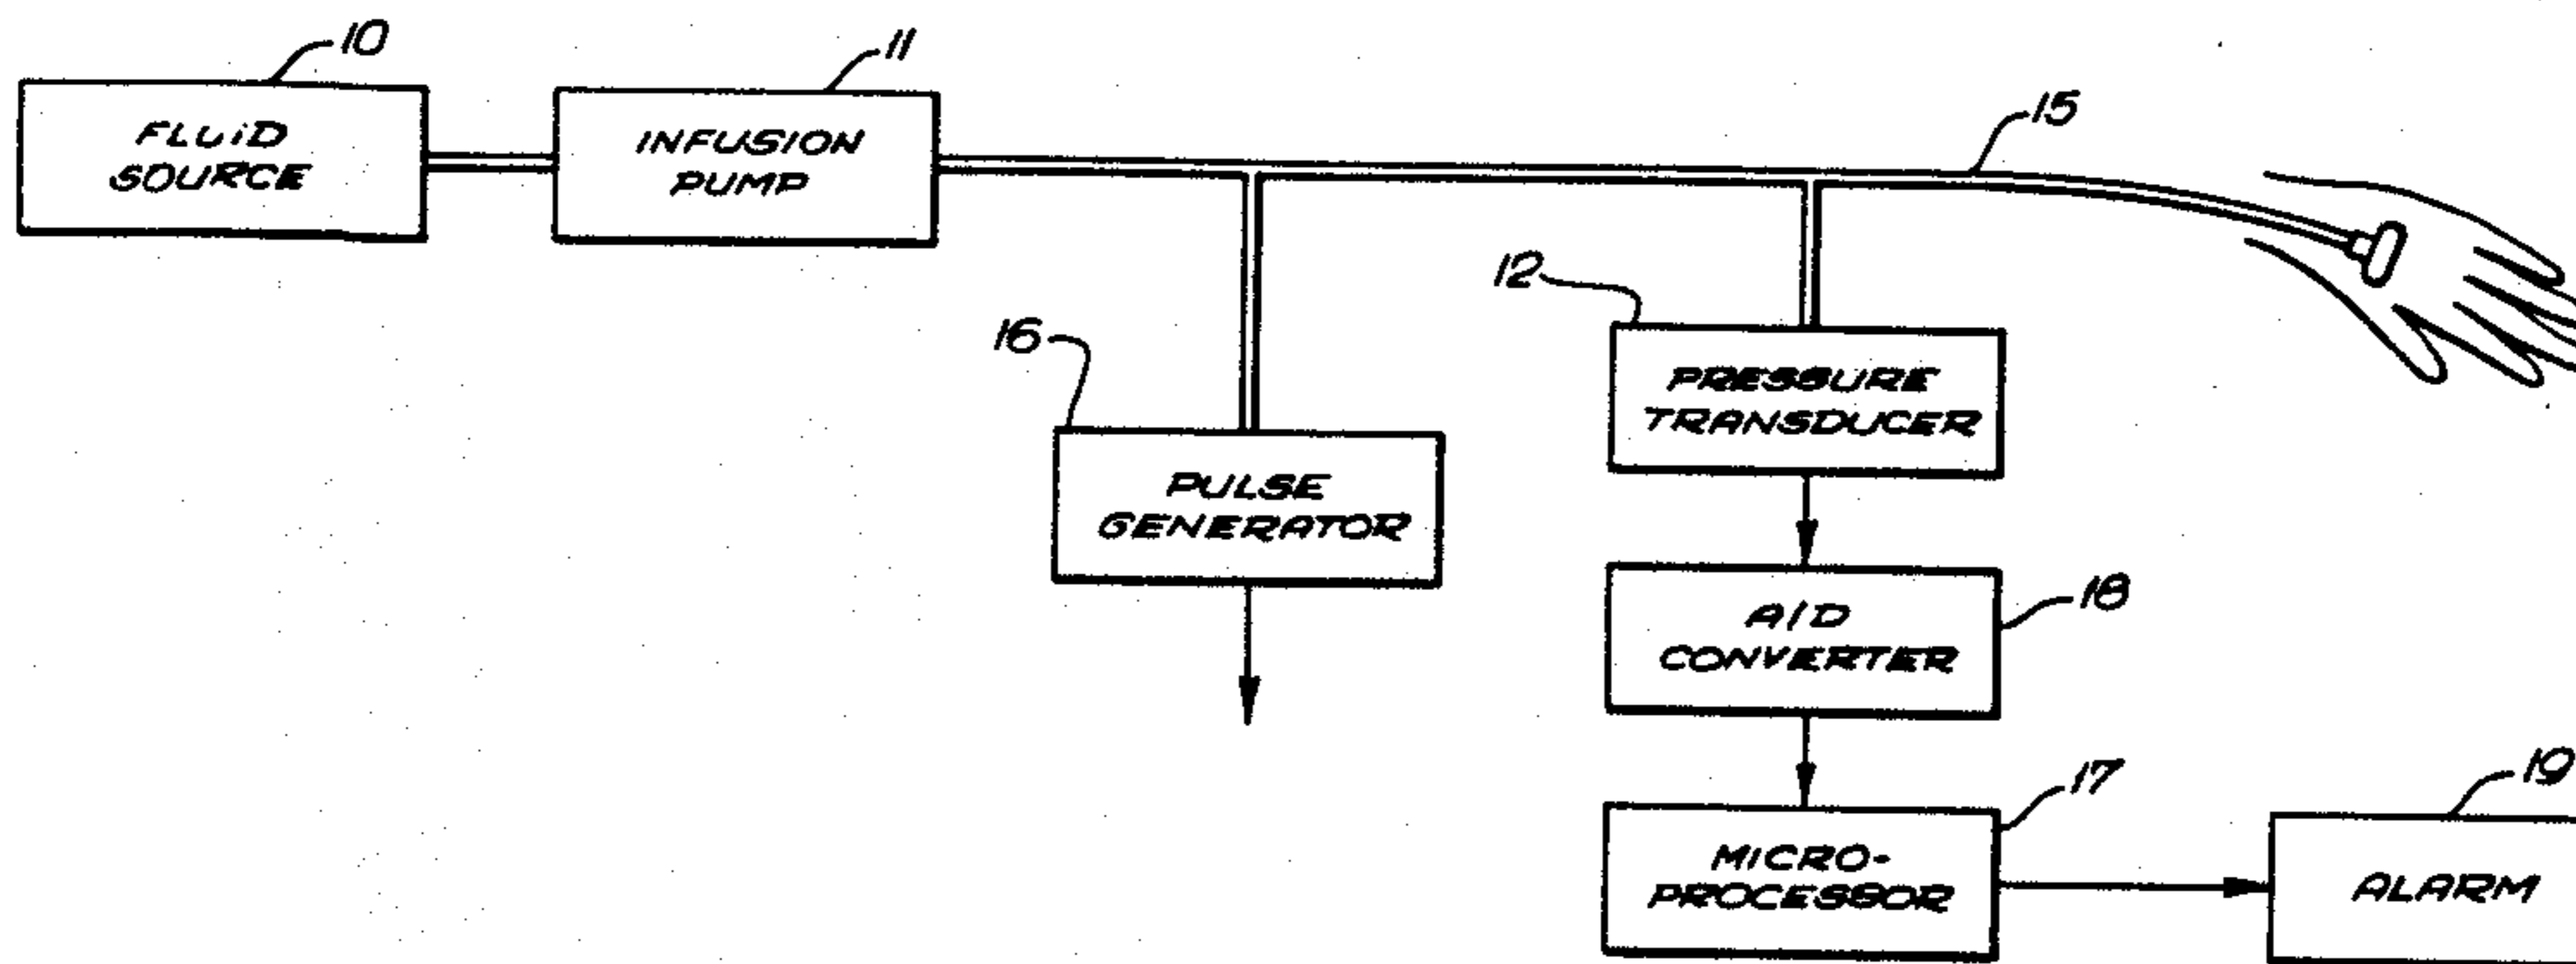 10
11
15
FLUID
SOURCE
INFUSION
PUMP
12
16
PRESSURE
TRANSDUCER
PULSE
GENERATOR
18
A/D
CONVERTER
17
19
MICRO-
PROCESSOR
ALARM